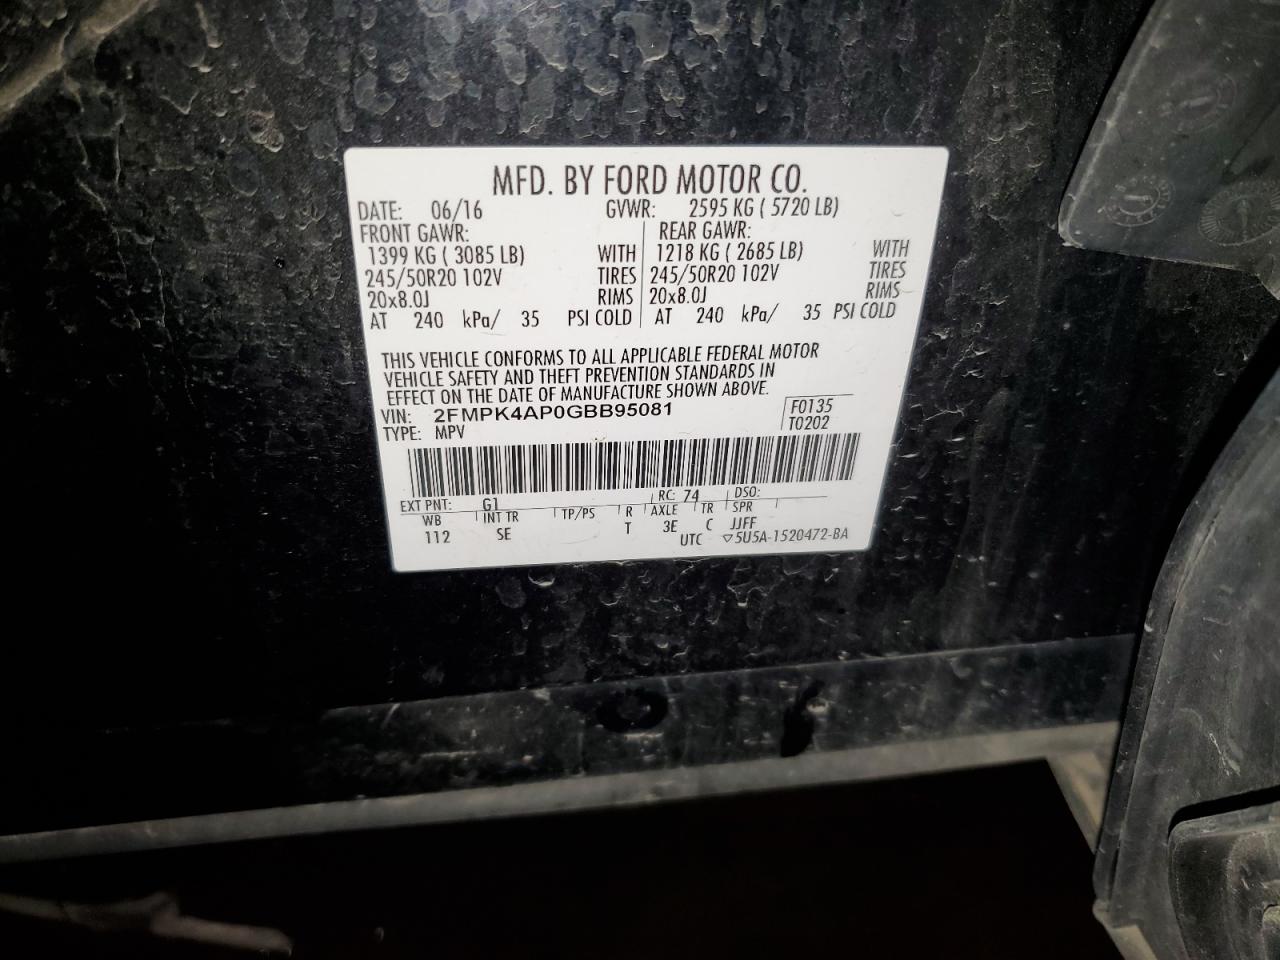 MFD. BY FORD MOTOR CO.
DATE: 06/16 GVWR: 2595 KG ( 5720 LB)
FRONT GAWR: REAR GAWR:
1399 KG ( 3085 LB) WITH 1218 KG ( 2685 LB) WITH
245/50R20 102V TIRES 245/50R20 102V TIRES
20x8.0J RIMS 20x8.0J RIMS
AT 240 kPa/ 35 PSI COLD AT 240 kPa/ 35 PSI COLD
THIS VEHICLE CONFORMS TO ALL APPLICABLE FEDERAL MOTOR
VEHICLE SAFETY AND THEFT PREVENTION STANDARDS IN
EFFECT ON THE DATE OF MANUFACTURE SHOWN ABOVE.
VIN: 2FMPK4AP0GBB95081 F0135
TYPE: MPV T0202
EXT PNT: G1 RC: 74 DSO:
WB INT TR TP/PS R AXLE TR SPR
112 SE T 3E C JJFF
UTC ▽5U5A-1520472-BA